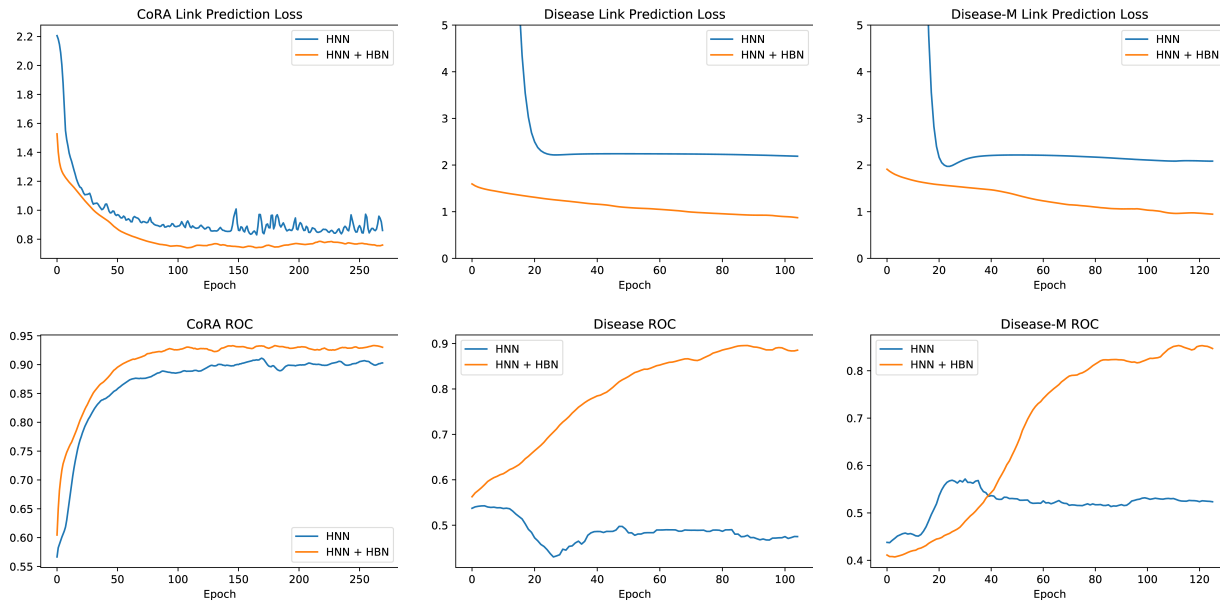 CoRA Link Prediction Loss
2.2
2.0
1.8
1.6
1.4
1.2
1.0
0.8
0 50 100 150 200 250
Epoch
HNN
HNN + HBN
Disease Link Prediction Loss
5
4
3
2
1
0
0 20 40 60 80 100
Epoch
HNN
HNN + HBN
Disease-M Link Prediction Loss
5
4
3
2
1
0
0 20 40 60 80 100 120
Epoch
HNN
HNN + HBN
CoRA ROC
0.95
0.90
0.85
0.80
0.75
0.70
0.65
0.60
0.55
0 50 100 150 200 250
Epoch
HNN
HNN + HBN
Disease ROC
0.9
0.8
0.7
0.6
0.5
0 20 40 60 80 100
Epoch
HNN
HNN + HBN
Disease-M ROC
0.8
0.7
0.6
0.5
0.4
0 20 40 60 80 100 120
Epoch
HNN
HNN + HBN